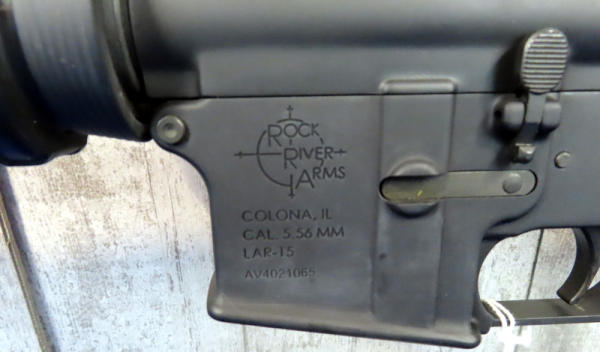 ROCK
RIVER
ARMS
COLONA, IL
CAL. 5.56 MM
LAR-15
AV4021065